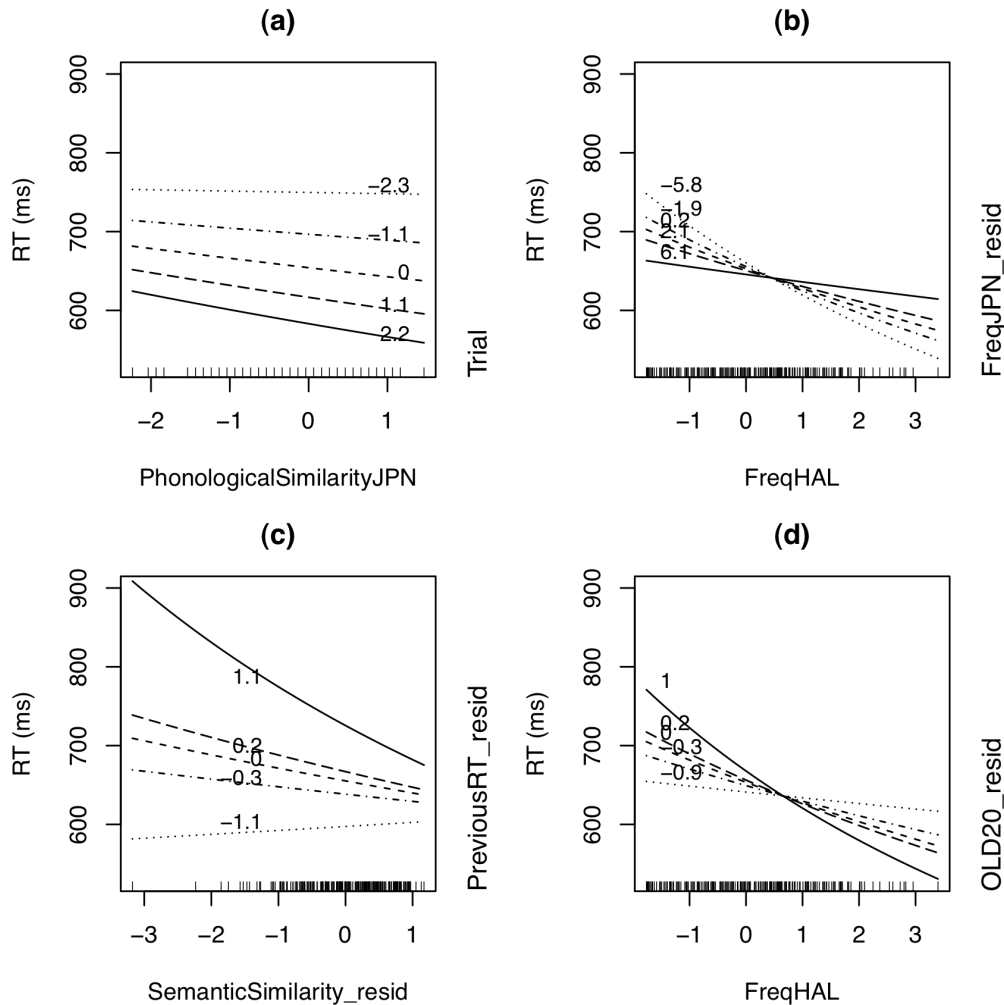 (a)
RT (ms)
900
800
700
600
−2.3
−1.1
0
1.1
2.2
−2 −1 0 1
PhonologicalSimilarityJPN
Trial
(b)
RT (ms)
900
800
700
600
−5.8
−1.9
0.2
2.1
6.1
−1 0 1 2 3
FreqHAL
FreqJPN_resid
(c)
RT (ms)
900
800
700
600
1.1
0.2
0
−0.3
−1.1
−3 −2 −1 0 1
SemanticSimilarity_resid
PreviousRT_resid
(d)
RT (ms)
900
800
700
600
1
0.2
0
−0.3
−0.9
−1 0 1 2 3
FreqHAL
OLD20_resid